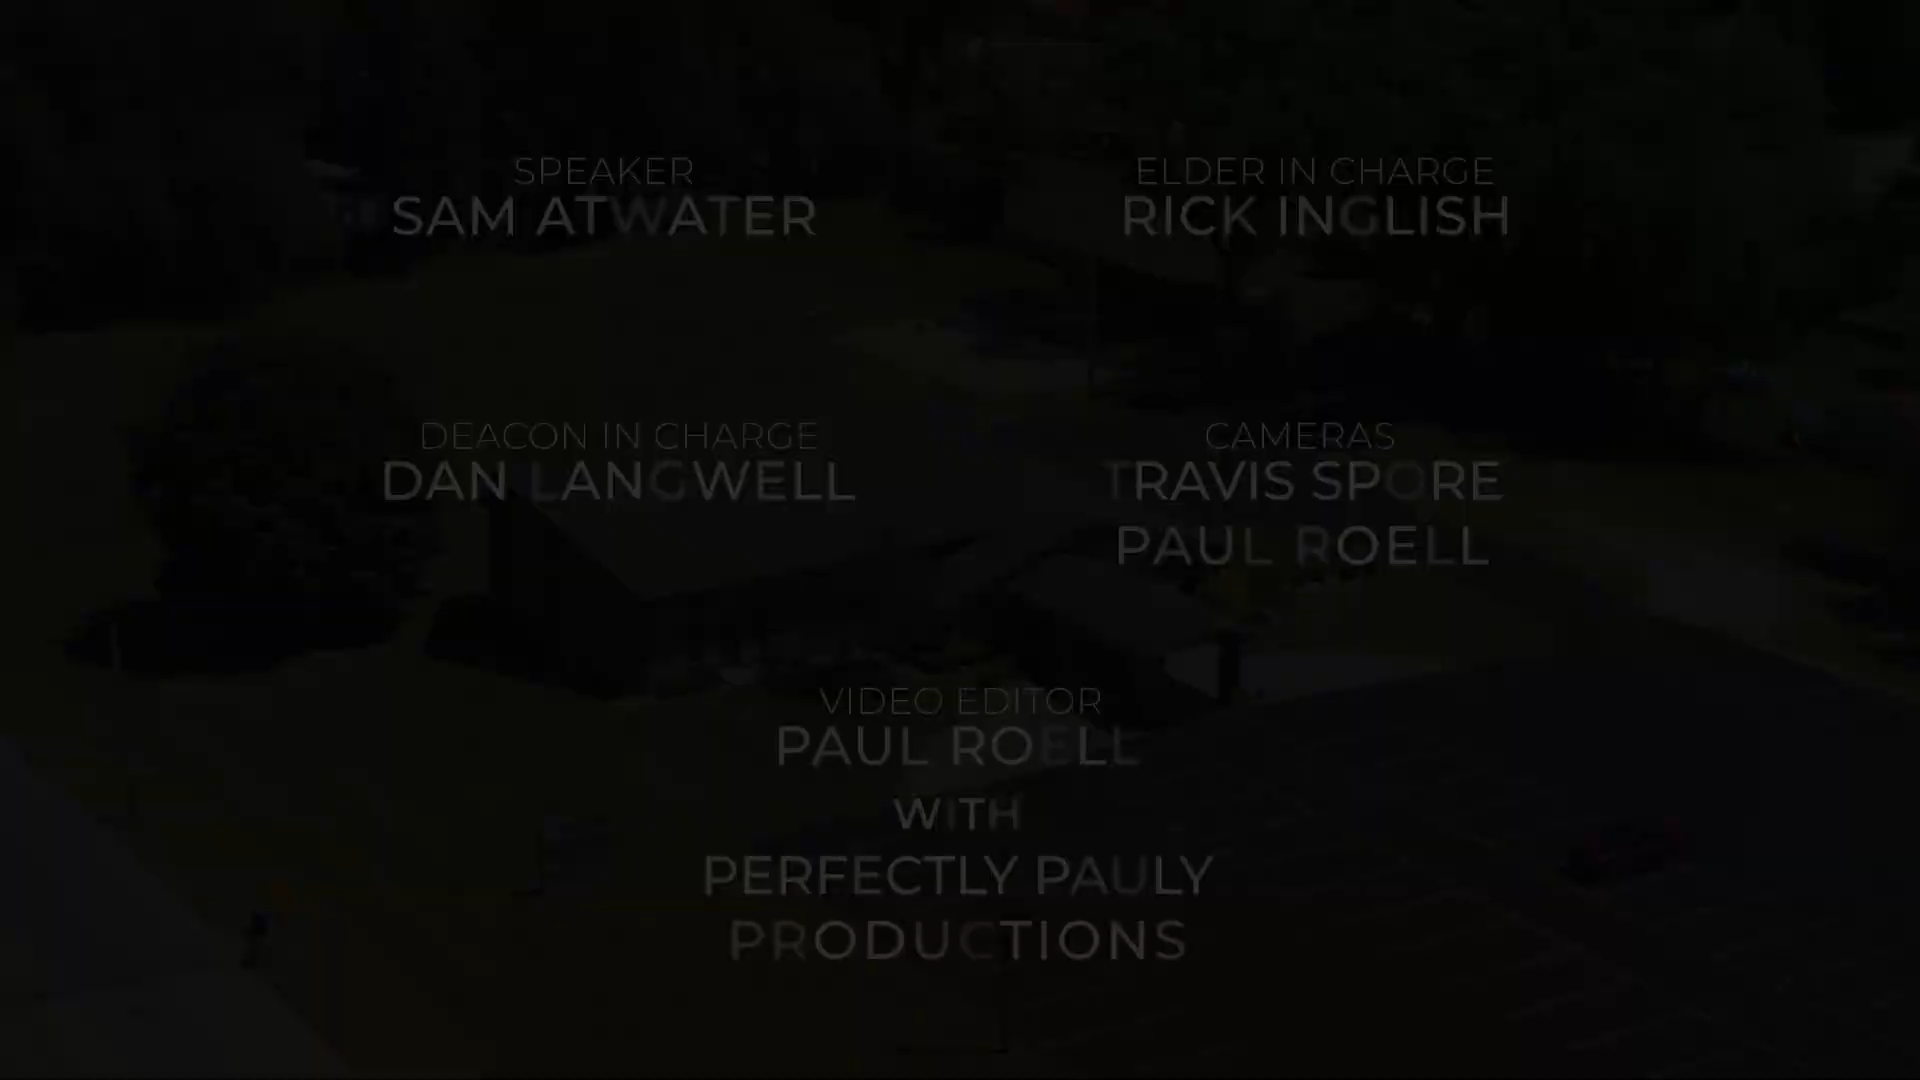 SPEAKER
SAM ATWATER
ELDER IN CHARGE
RICK INGLISH
DEACON IN CHARGE
DAN LANGWELL
CAMERAS
TRAVIS SPORE
PAUL ROELL
VIDEO EDITOR
PAUL ROELL
WITH
PERFECTLY PAULY
PRODUCTIONS